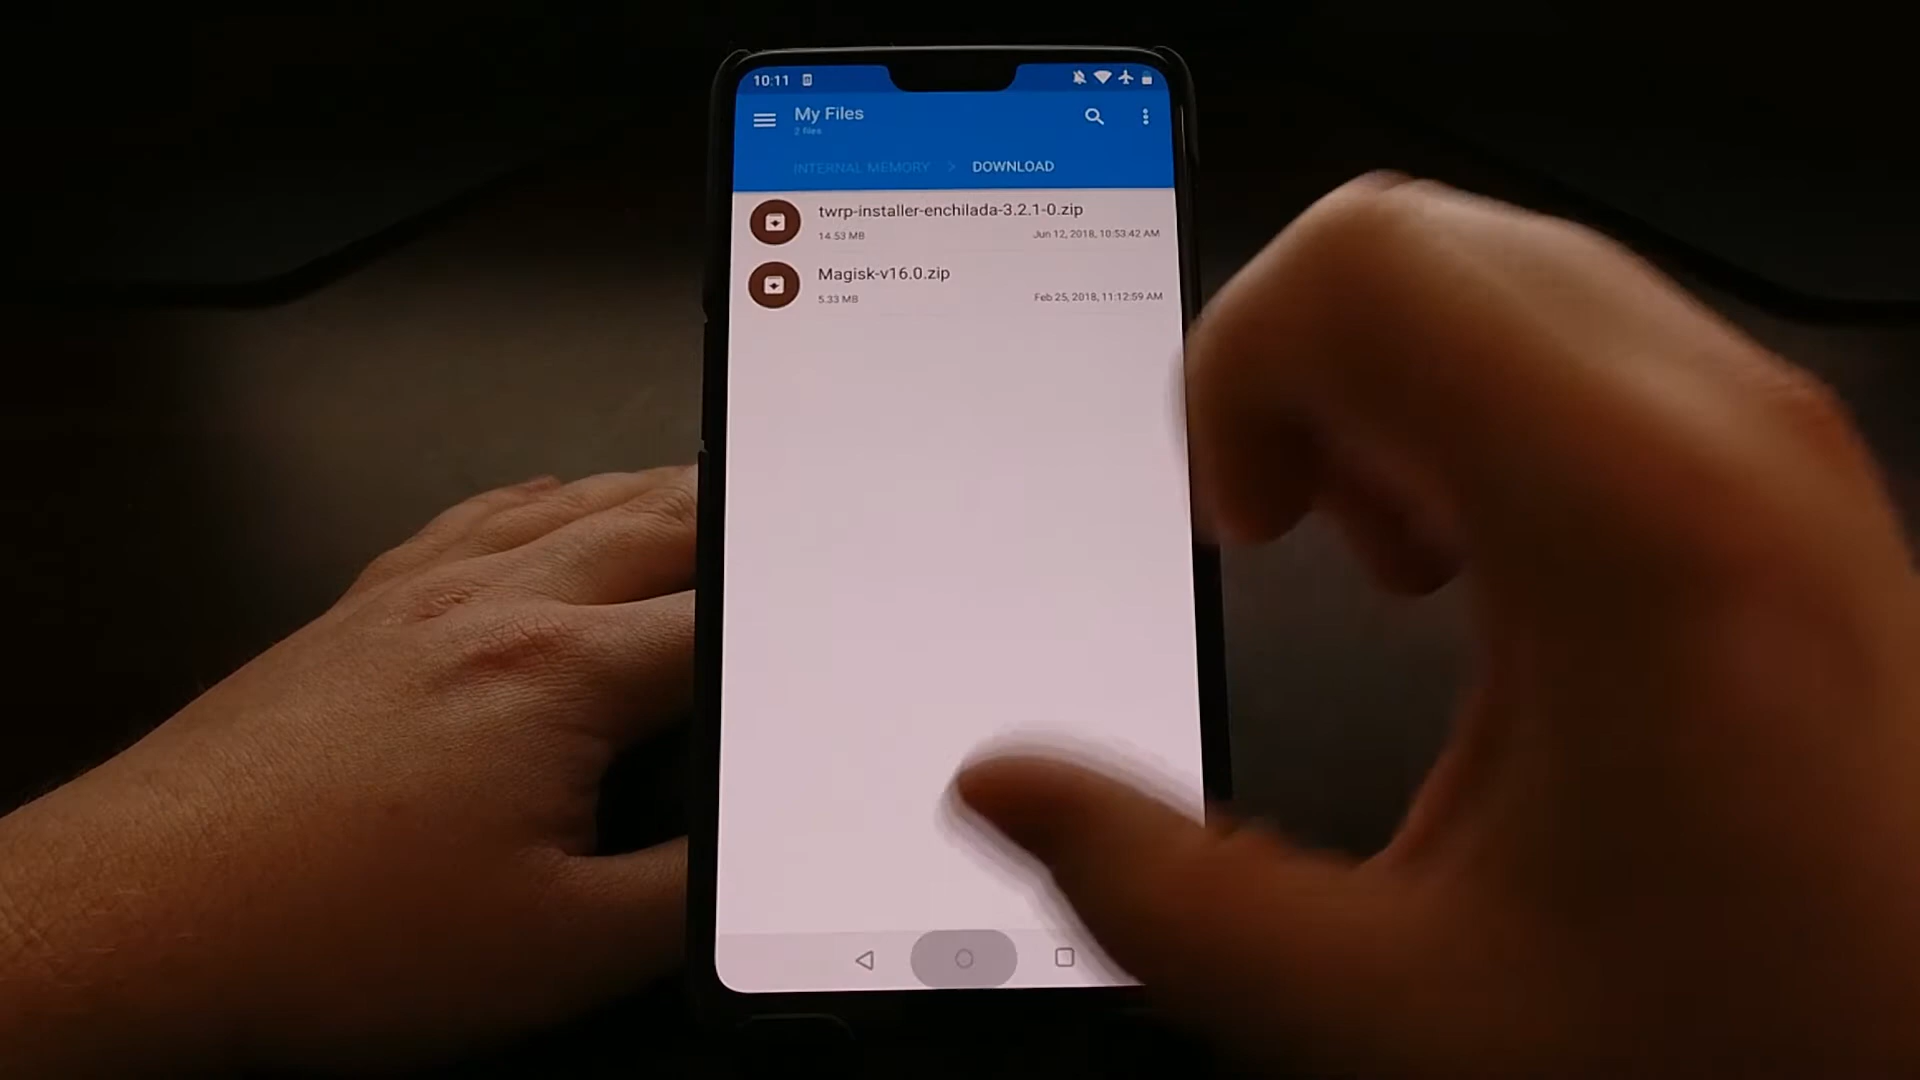 10:11
My Files
2 files
INTERNAL MEMORY > DOWNLOAD
twrp-installer-enchilada-3.2.1-0.zip
14.53 MB Jun 12, 2018, 10:53:42 AM
Magisk-v16.0.zip
5.33 MB Feb 25, 2018, 11:12:59 AM